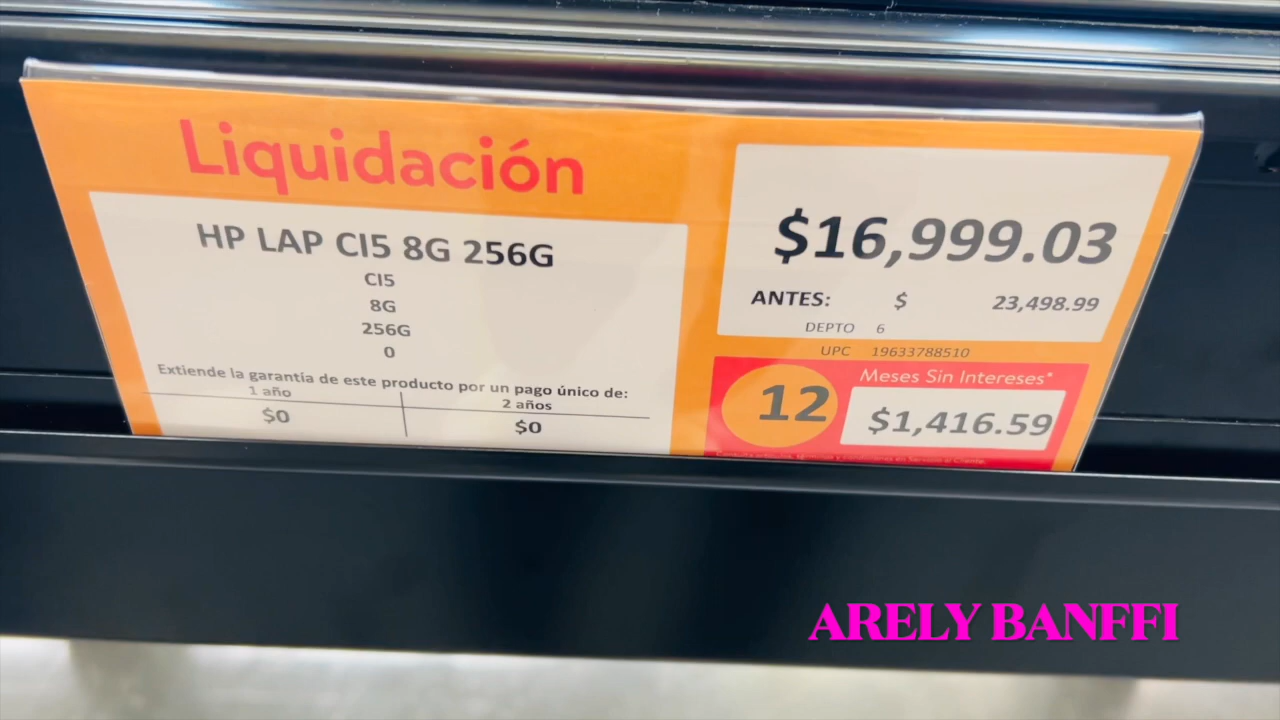 Liquidación
HP LAP CI5 8G 256G
CI5
8G
256G
0
Extiende la garantía de este producto por un pago único de:
1 año 2 años
$0 $0
$16,999.03
ANTES: $ 23,498.99
DEPTO 6
UPC 19633788510
12
Meses Sin Intereses*
$1,416.59
ARELY BANFFI